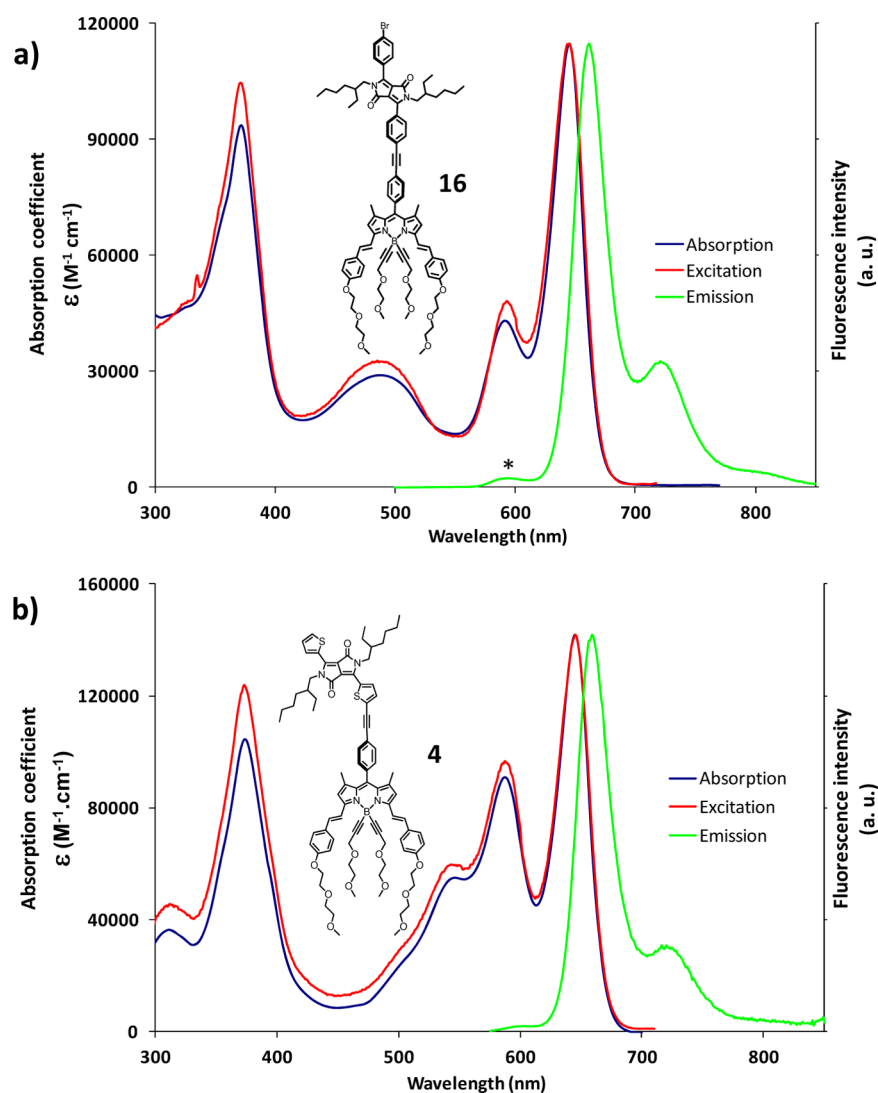 a)
120000
90000
60000
30000
0
300
400
500
600
700
800
Wavelength (nm)
Absorption coefficient
ε (M-1 cm-1)
Fluorescence intensity
(a. u.)
Absorption
Excitation
Emission
16
*
Br
O
N
N
O
N
N
B
O
O
O
O
O
O
O
O
O
O
b)
160000
120000
80000
40000
0
300
400
500
600
700
800
Wavelength (nm)
Absorption coefficient
ε (M-1.cm-1)
Fluorescence intensity
(a. u.)
Absorption
Excitation
Emission
4
S
O
N
N
O
S
N
N
B
O
O
O
O
O
O
O
O
O
O